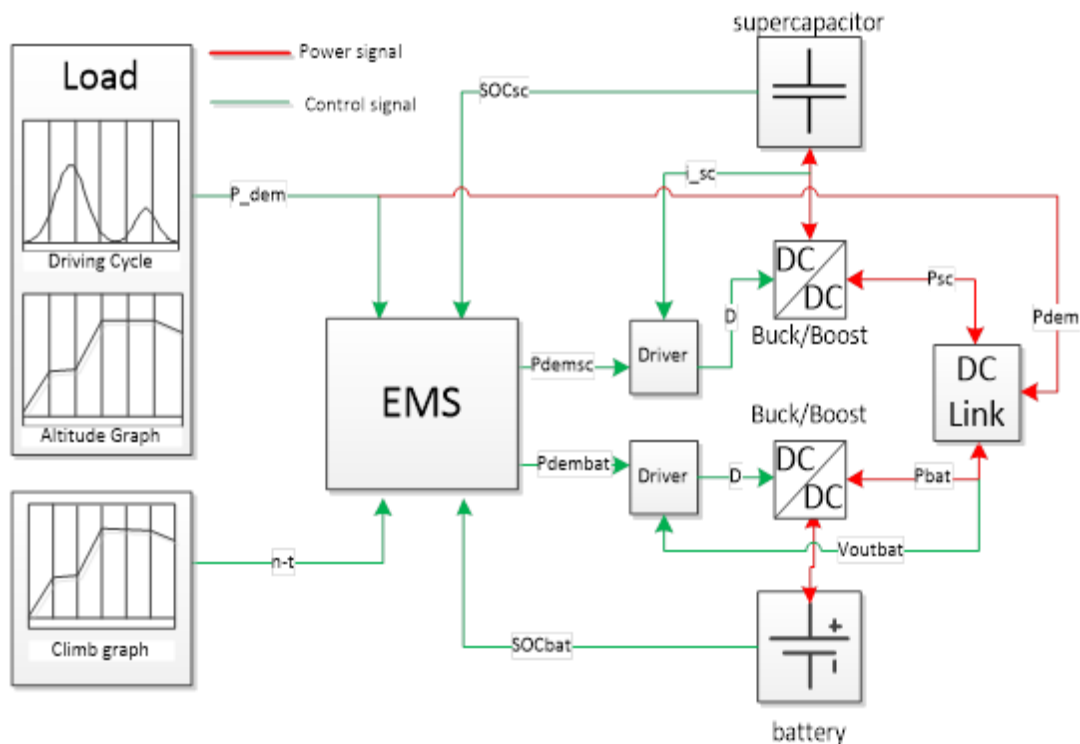 supercapacitor
Load
Power signal
Control signal
SOCsc
i_sc
P_dem
Driving Cycle
DC
DC
Buck/Boost
Psc
Pdem
D
Driver
Pdemsc
EMS
DC
Link
Altitude Graph
Buck/Boost
Pdembat
Driver
D
DC
DC
Pbat
Voutbat
n-t
Climb graph
SOCbat
+
battery